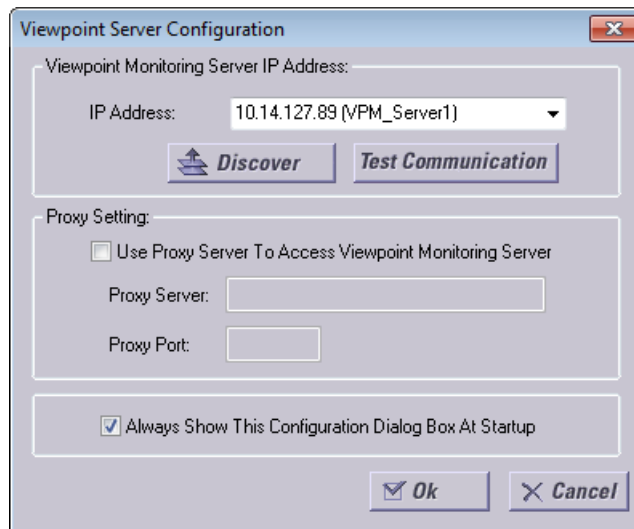 Viewpoint Server Configuration
Viewpoint Monitoring Server IP Address:
IP Address: 10.14.127.89 (VPM_Server1)
Discover Test Communication
Proxy Setting:
Use Proxy Server To Access Viewpoint Monitoring Server
Proxy Server:
Proxy Port:
Always Show This Configuration Dialog Box At Startup
Ok Cancel